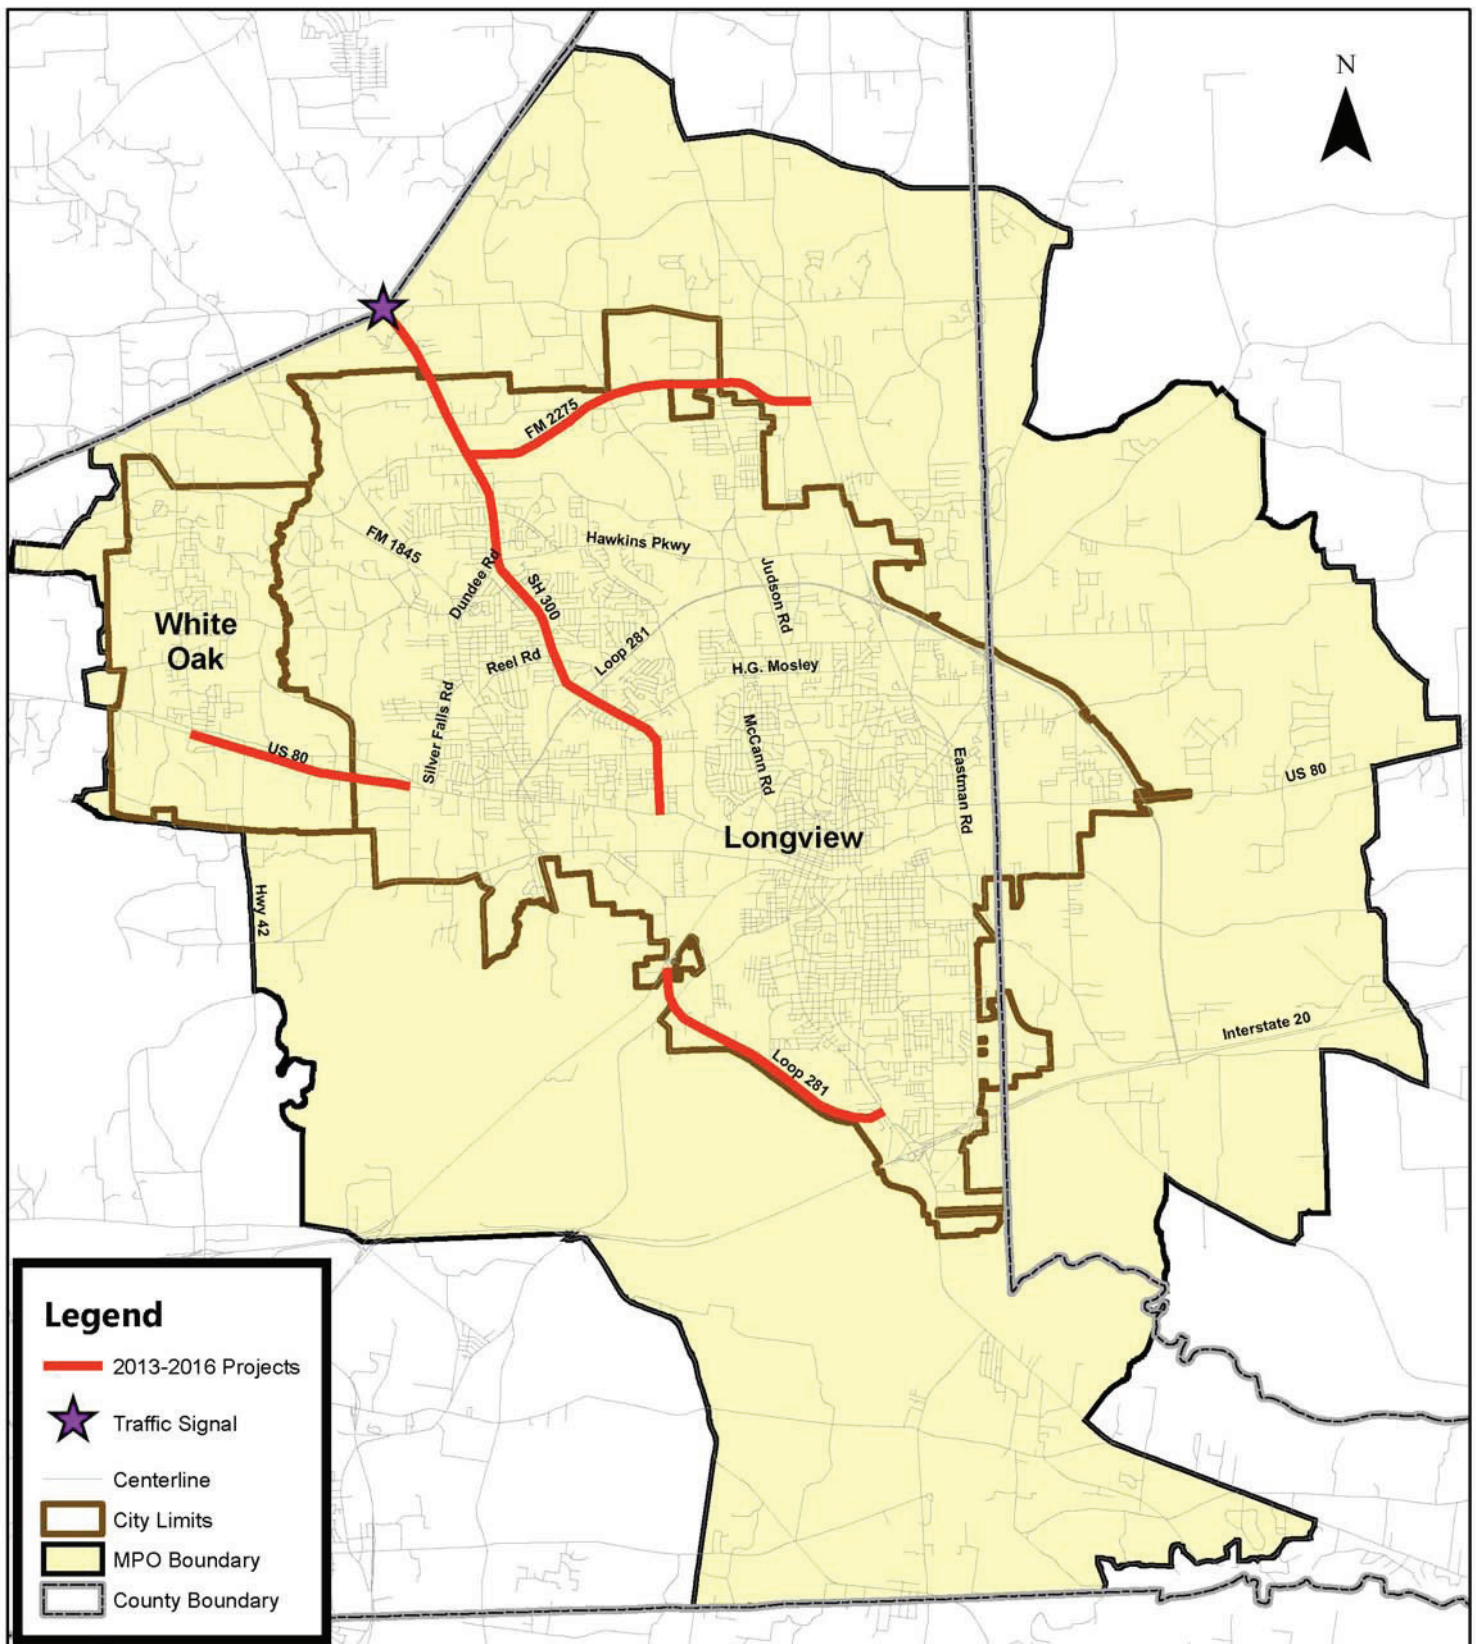 N
FM 2275
FM 1845
Hawkins Pkwy
Dundee Rd
SH 300
Judson Rd
White
Oak
Loop 281
Reel Rd
H.G. Mosley
Silver Falls Rd
McCann Rd
US 80
Eastman Rd
US 80
Longview
Hwy 42
Interstate 20
Loop 281
Legend
2013-2016 Projects
Traffic Signal
Centerline
City Limits
MPO Boundary
County Boundary